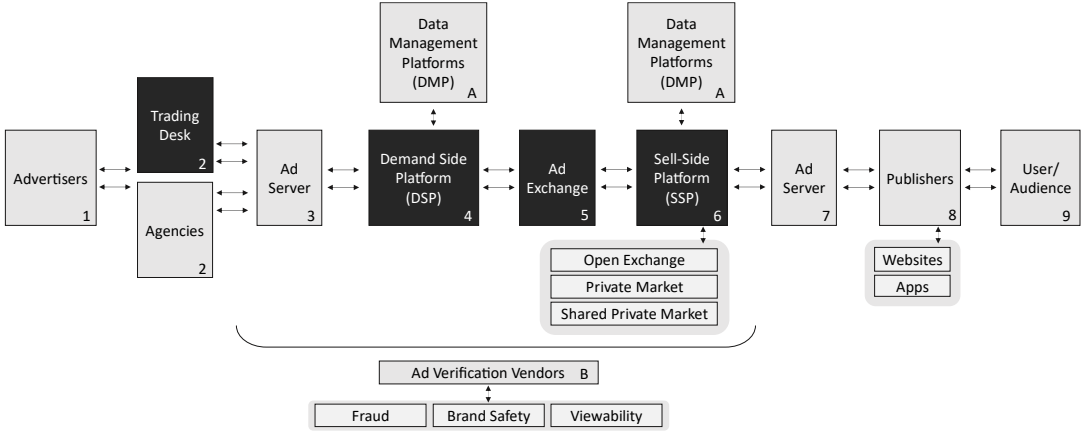 Data
Management
Platforms
(DMP)
A
Data
Management
Platforms
(DMP)
A
Trading
Desk
2
Advertisers
1
Agencies
2
Ad
Server
3
Demand Side
Platform
(DSP)
4
Ad
Exchange
5
Sell-Side
Platform
(SSP)
6
Ad
Server
7
Publishers
8
User/
Audience
9
Open Exchange
Private Market
Shared Private Market
Websites
Apps
Ad Verification Vendors B
Fraud
Brand Safety
Viewability